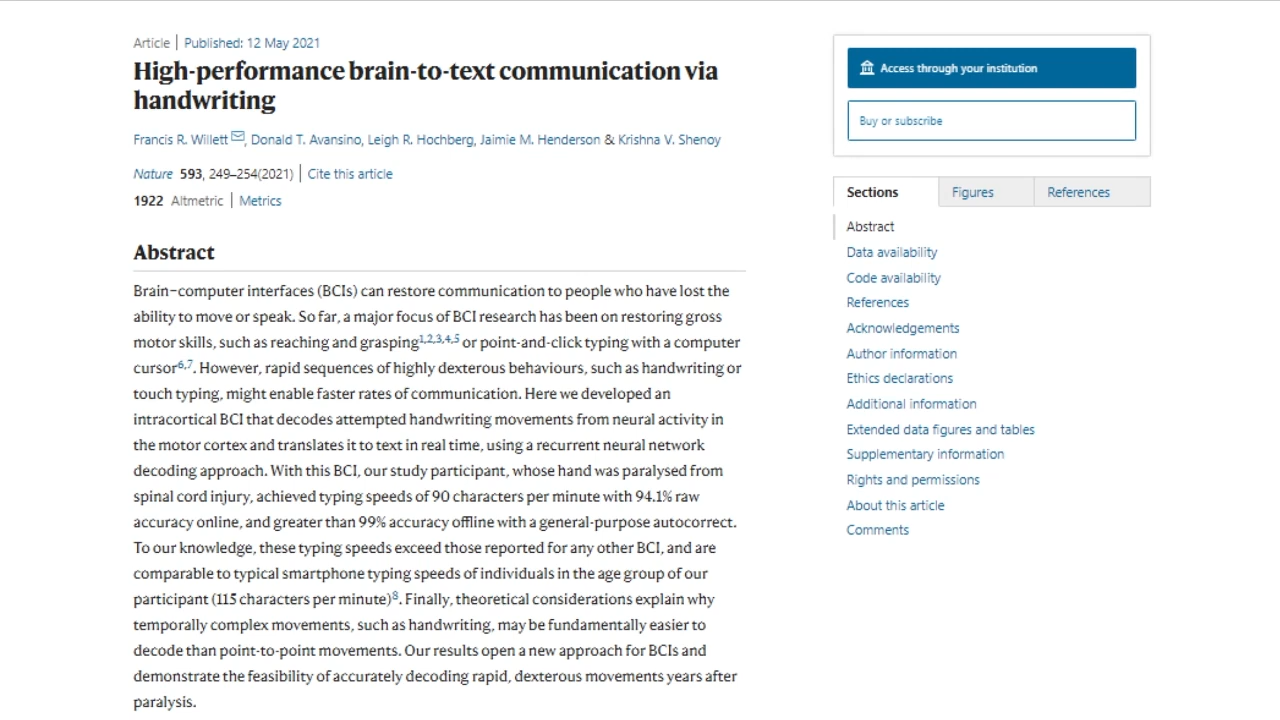 Article | Published: 12 May 2021
High-performance brain-to-text communication via
handwriting
Francis R. Willett, Donald T. Avansino, Leigh R. Hochberg, Jaimie M. Henderson & Krishna V. Shenoy
Nature 593, 249–254(2021) | Cite this article
1922 Altmetric | Metrics
Abstract
Brain–computer interfaces (BCIs) can restore communication to people who have lost the
ability to move or speak. So far, a major focus of BCI research has been on restoring gross
motor skills, such as reaching and grasping1,2,3,4,5 or point-and-click typing with a computer
cursor6,7. However, rapid sequences of highly dexterous behaviours, such as handwriting or
touch typing, might enable faster rates of communication. Here we developed an
intracortical BCI that decodes attempted handwriting movements from neural activity in
the motor cortex and translates it to text in real time, using a recurrent neural network
decoding approach. With this BCI, our study participant, whose hand was paralysed from
spinal cord injury, achieved typing speeds of 90 characters per minute with 94.1% raw
accuracy online, and greater than 99% accuracy offline with a general-purpose autocorrect.
To our knowledge, these typing speeds exceed those reported for any other BCI, and are
comparable to typical smartphone typing speeds of individuals in the age group of our
participant (115 characters per minute)8. Finally, theoretical considerations explain why
temporally complex movements, such as handwriting, may be fundamentally easier to
decode than point-to-point movements. Our results open a new approach for BCIs and
demonstrate the feasibility of accurately decoding rapid, dexterous movements years after
paralysis.
Access through your institution
Buy or subscribe
Sections Figures References
Abstract
Data availability
Code availability
References
Acknowledgements
Author information
Ethics declarations
Additional information
Extended data figures and tables
Supplementary information
Rights and permissions
About this article
Comments